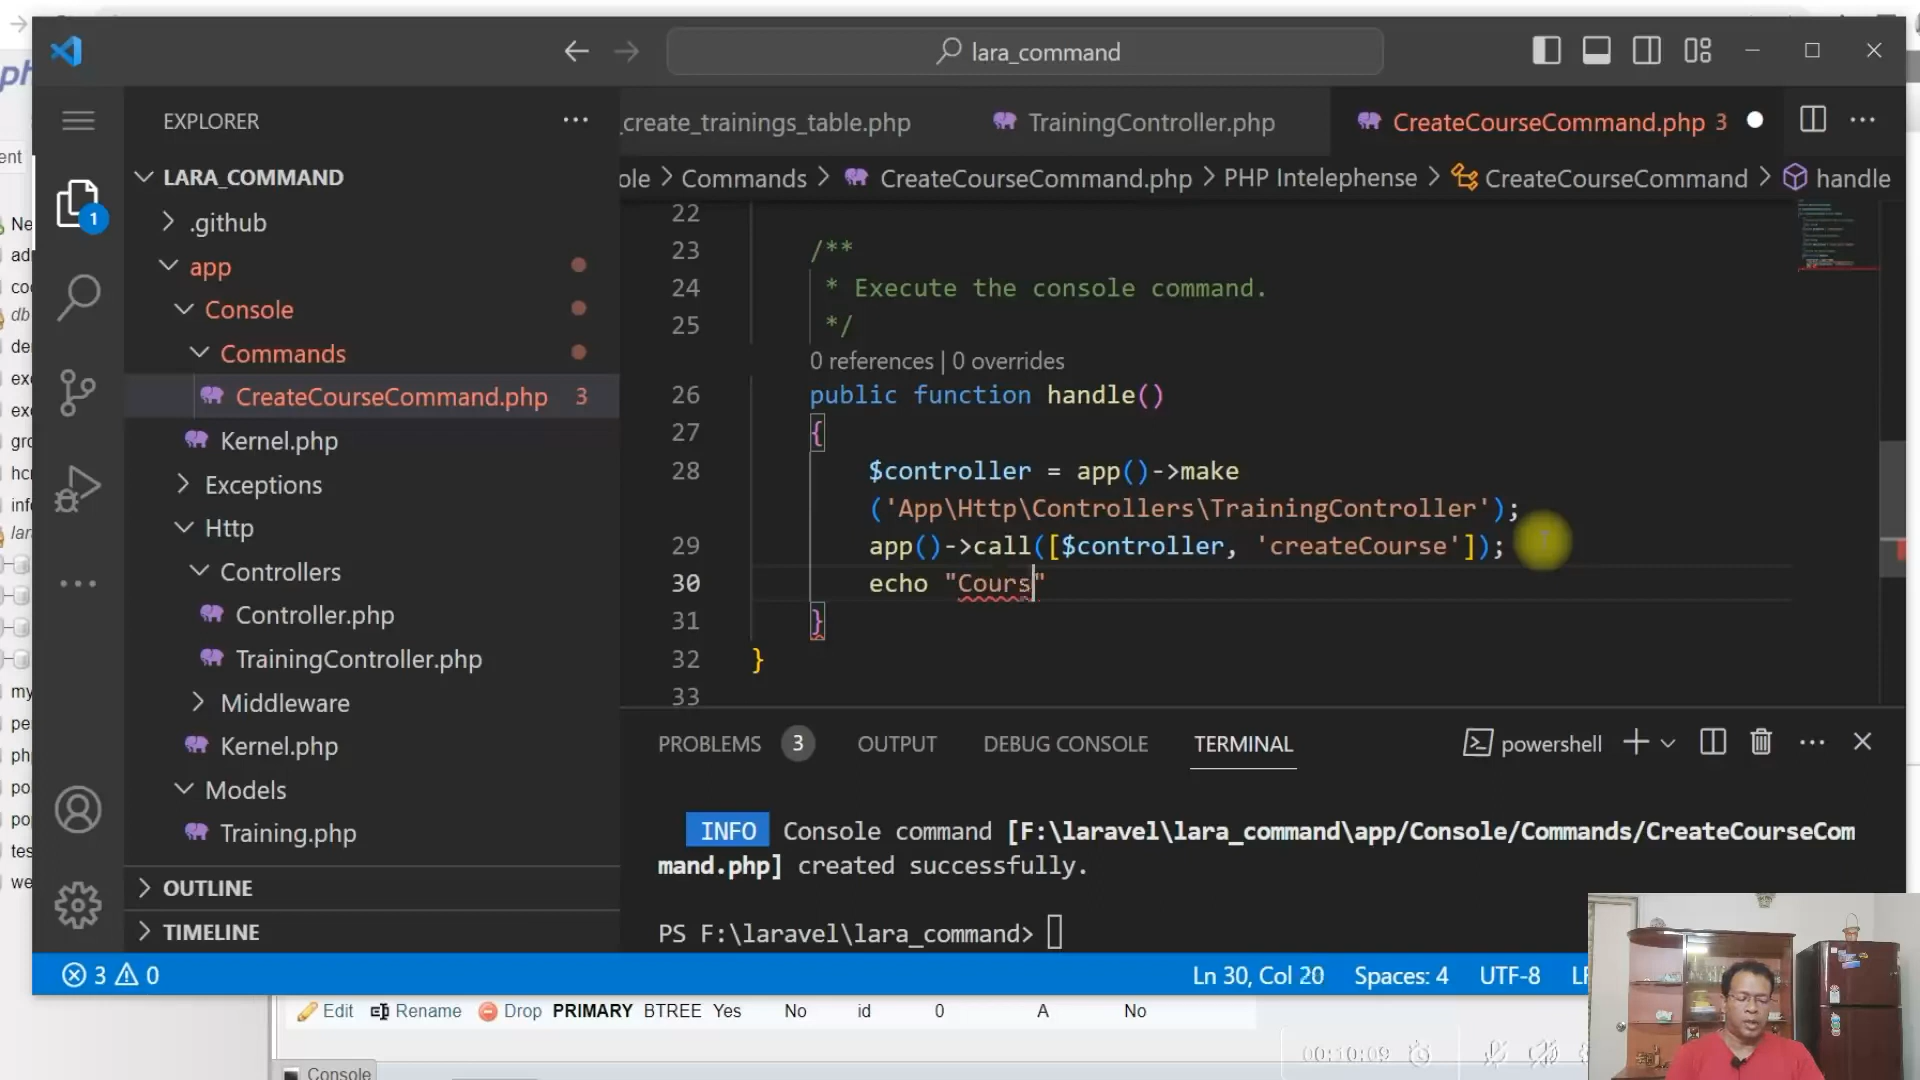 lara_command
EXPLORER
_create_trainings_table.php
TrainingController.php
CreateCourseCommand.php 3
ole > Commands > CreateCourseCommand.php > PHP Intelephense > CreateCourseCommand > handle
LARA_COMMAND
.github
app
Console
Commands
CreateCourseCommand.php 3
Kernel.php
Exceptions
Http
Controllers
Controller.php
TrainingController.php
Middleware
Kernel.php
Models
Training.php
OUTLINE
TIMELINE
22
23 /**
24 * Execute the console command.
25 */
0 references | 0 overrides
26 public function handle()
27 {
28 $controller = app()->make
('App\Http\Controllers\TrainingController');
29 app()->call([$controller, 'createCourse']);
30 echo "Cours"
31 }
32 }
33
PROBLEMS 3 OUTPUT DEBUG CONSOLE TERMINAL powershell
INFO Console command [F:\laravel\lara_command\app/Console/Commands/CreateCourseCom
mand.php] created successfully.
PS F:\laravel\lara_command>
3 0 Ln 30, Col 20 Spaces: 4 UTF-8
Edit Rename Drop PRIMARY BTREE Yes No id 0 A No
00:10:09
Console